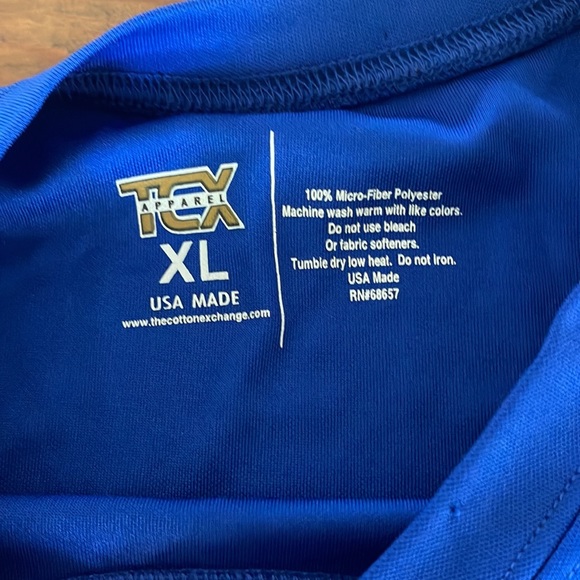 TCX
APPAREL
XL
USA MADE
www.thecottonexchange.com
100% Micro-Fiber Polyester
Machine wash warm with like colors.
Do not use bleach
Or fabric softeners.
Tumble dry low heat. Do not Iron.
USA Made
RN#68657